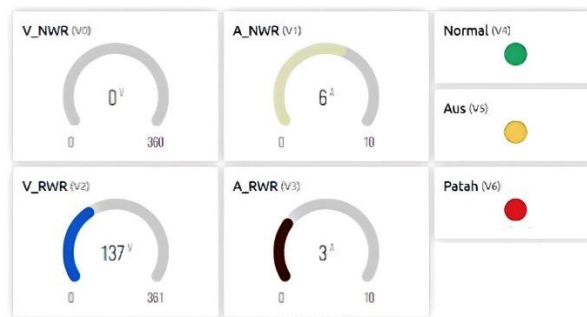 V_NWR (V0)
0 V
0 360
A_NWR (V1)
6 A
0 10
Normal (V4)
Aus (V5)
V_RWR (V2)
137 V
0 361
A_RWR (V3)
3 A
0 10
Patah (V6)